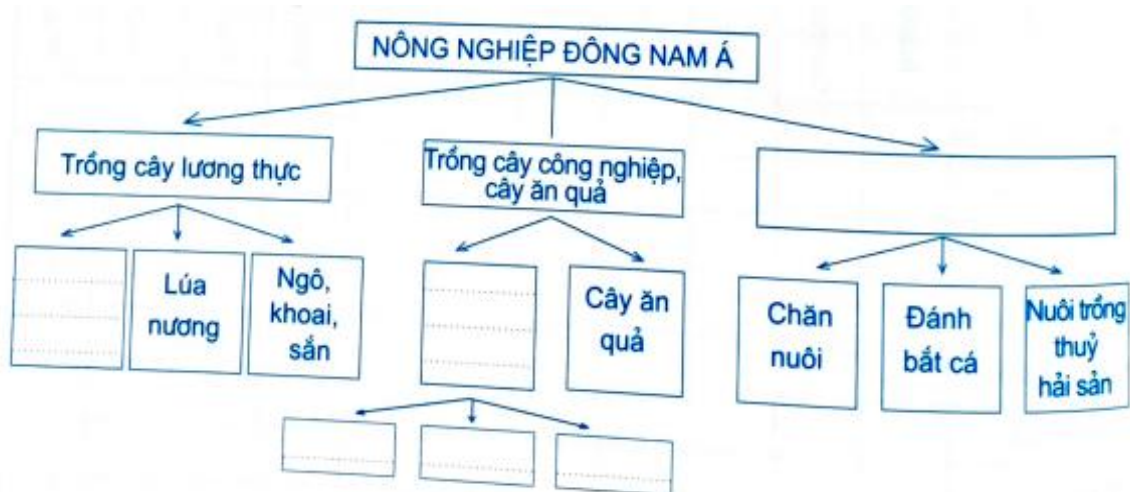 NÔNG NGHIỆP ĐÔNG NAM Á
Trồng cây lương thực
Trồng cây công nghiệp,
cây ăn quả
Lúa
nương
Ngô,
khoai,
sắn
Cây ăn
quả
Chăn
nuôi
Đánh
bắt cá
Nuôi trồng
thuỷ
hải sản